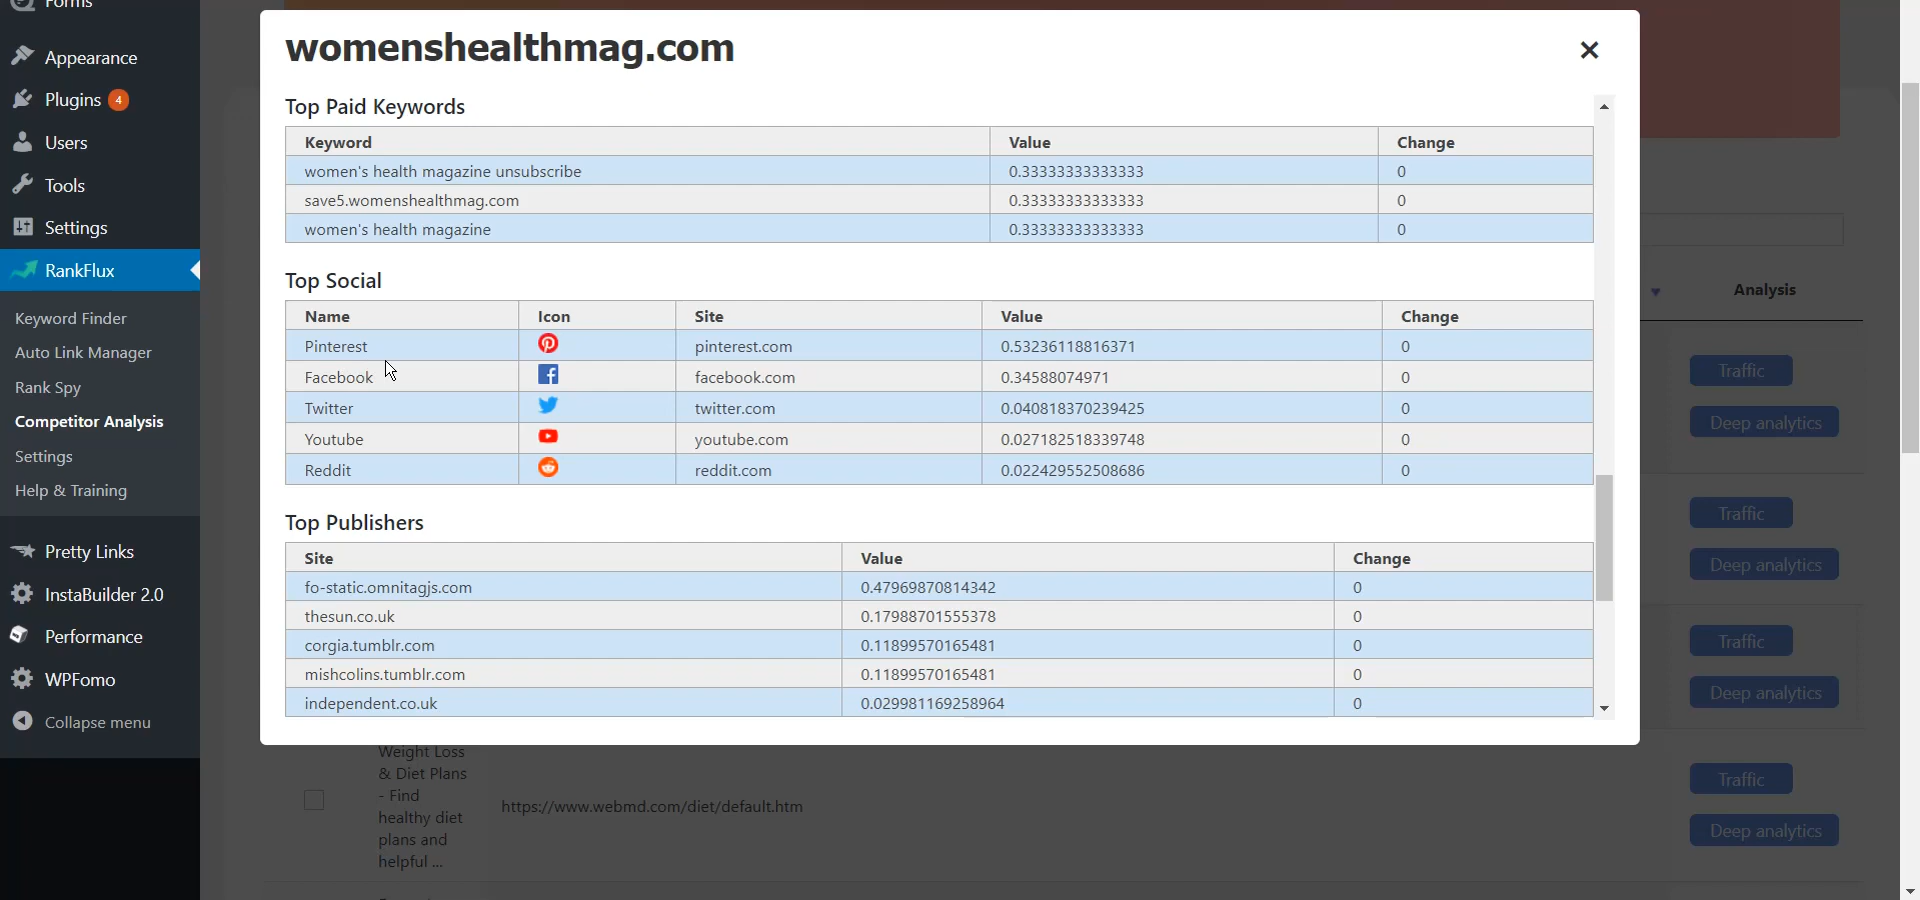 Forms
Appearance
Plugins 4
Users
Tools
Settings
RankFlux
Keyword Finder
Auto Link Manager
Rank Spy
Competitor Analysis
Settings
Help & Training
Pretty Links
InstaBuilder 2.0
Performance
WPFomo
Collapse menu
womenshealthmag.com
Top Paid Keywords
Keyword Value Change
women's health magazine unsubscribe 0.33333333333333 0
save5.womenshealthmag.com 0.33333333333333 0
women's health magazine 0.33333333333333 0
Top Social
Name Icon Site Value Change
Pinterest pinterest.com 0.53236118816371 0
Facebook facebook.com 0.34588074971 0
Twitter twitter.com 0.040818370239425 0
Youtube youtube.com 0.027182518339748 0
Reddit reddit.com 0.022429552508686 0
Top Publishers
Site Value Change
fo-static.omnitagjs.com 0.47969870814342 0
thesun.co.uk 0.17988701555378 0
corgia.tumblr.com 0.11899570165481 0
mishcolins.tumblr.com 0.11899570165481 0
independent.co.uk 0.029981169258964 0
Analysis
Traffic
Deep analytics
Traffic
Deep analytics
Traffic
Deep analytics
Weight Loss
& Diet Plans
- Find
healthy diet
plans and
helpful ...
https://www.webmd.com/diet/default.htm
Traffic
Deep analytics